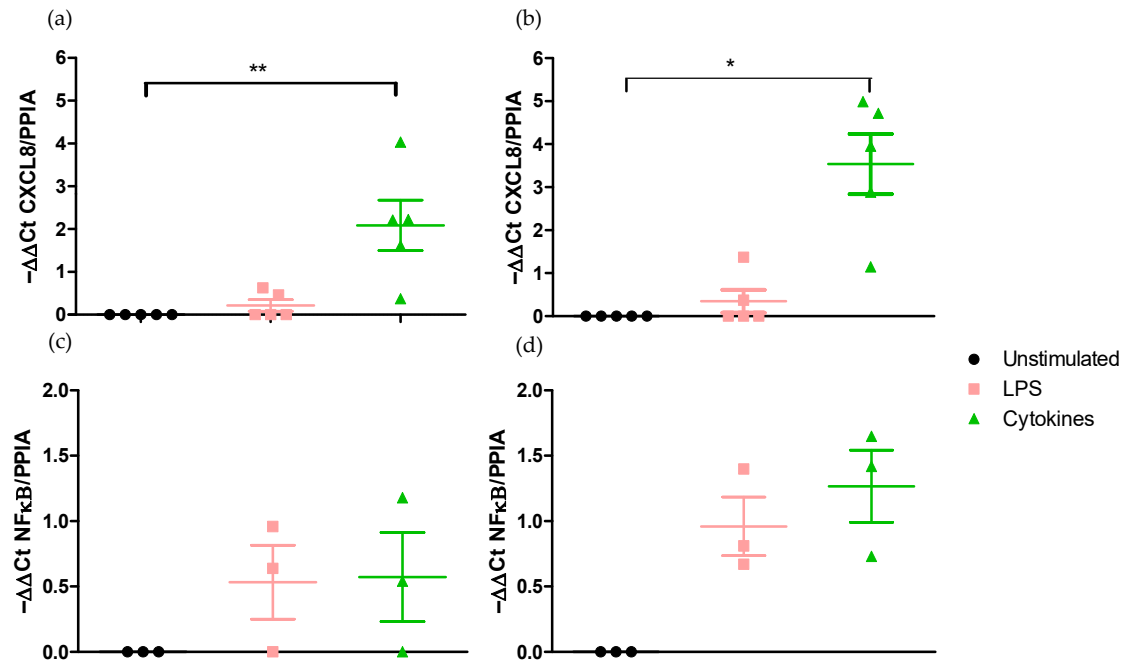 (a)
−ΔΔCt CXCL8/PPIA
6
5
4
3
2
1
0
**
(b)
−ΔΔCt CXCL8/PPIA
6
5
4
3
2
1
0
*
(c)
−ΔΔCt NFκB/PPIA
2.0
1.5
1.0
0.5
0.0
(d)
−ΔΔCt NFκB/PPIA
2.0
1.5
1.0
0.5
0.0
Unstimulated
LPS
Cytokines